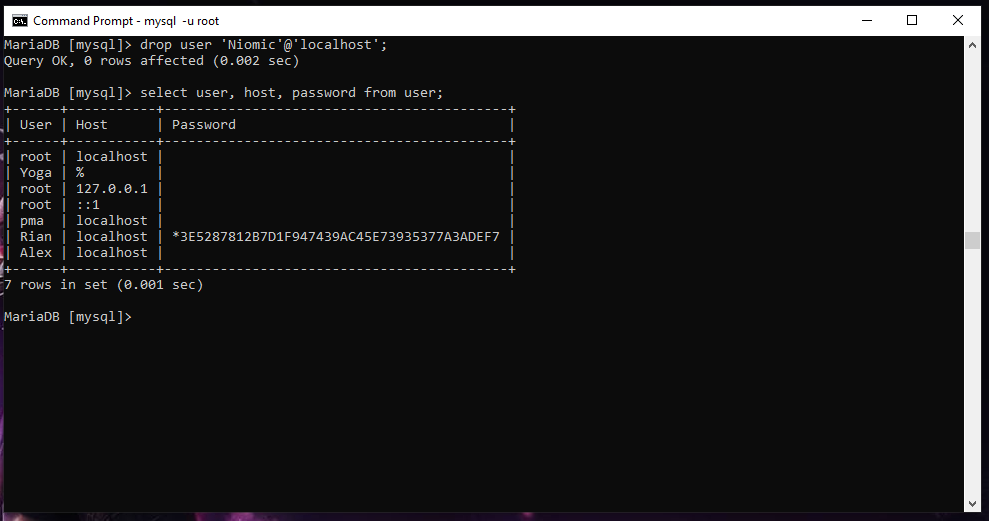 Command Prompt - mysql  -u root
MariaDB [mysql]> drop user 'Niomic'@'localhost';
Query OK, 0 rows affected (0.002 sec)

MariaDB [mysql]> select user, host, password from user;
+------+-----------+-------------------------------------------+
| User | Host      | Password                                  |
+------+-----------+-------------------------------------------+
| root | localhost |                                           |
| Yoga | %         |                                           |
| root | 127.0.0.1 |                                           |
| root | ::1       |                                           |
| pma  | localhost |                                           |
| Rian | localhost | *3E5287812B7D1F947439AC45E73935377A3ADEF7 |
| Alex | localhost |                                           |
+------+-----------+-------------------------------------------+
7 rows in set (0.001 sec)

MariaDB [mysql]>